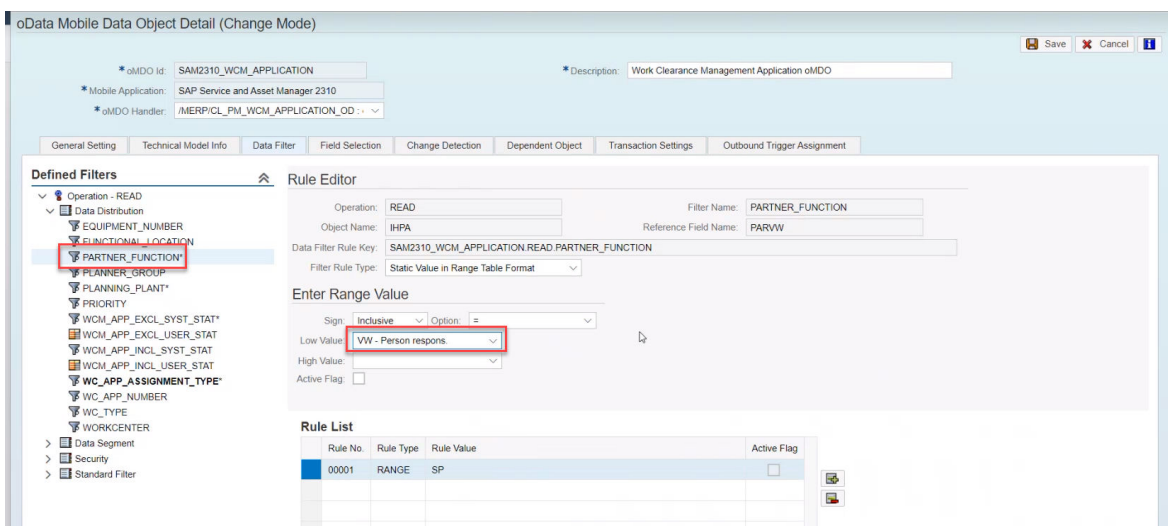 oData Mobile Data Object Detail (Change Mode)
Save Cancel
* oMDO Id: SAM2310_WCM_APPLICATION * Description: Work Clearance Management Application oMDO
* Mobile Application: SAP Service and Asset Manager 2310
* oMDO Handler: /MERP/CL_PM_WCM_APPLICATION_OD :
General Setting Technical Model Info Data Filter Field Selection Change Detection Dependent Object Transaction Settings Outbound Trigger Assignment
Defined Filters
Operation - READ
Data Distribution
EQUIPMENT_NUMBER
FUNCTIONAL_LOCATION
PARTNER_FUNCTION*
PLANNER_GROUP
PLANNING_PLANT*
PRIORITY
WCM_APP_EXCL_SYST_STAT*
WCM_APP_EXCL_USER_STAT
WCM_APP_INCL_SYST_STAT
WCM_APP_INCL_USER_STAT
WC_APP_ASSIGNMENT_TYPE*
WC_APP_NUMBER
WC_TYPE
WORKCENTER
Data Segment
Security
Standard Filter
Rule Editor
Operation: READ Filter Name: PARTNER_FUNCTION
Object Name: IHPA Reference Field Name: PARVW
Data Filter Rule Key: SAM2310_WCM_APPLICATION.READ.PARTNER_FUNCTION
Filter Rule Type: Static Value in Range Table Format
Enter Range Value
Sign: Inclusive Option: =
Low Value: VW - Person respons.
High Value:
Active Flag:
Rule List
Rule No. Rule Type Rule Value Active Flag
00001 RANGE SP